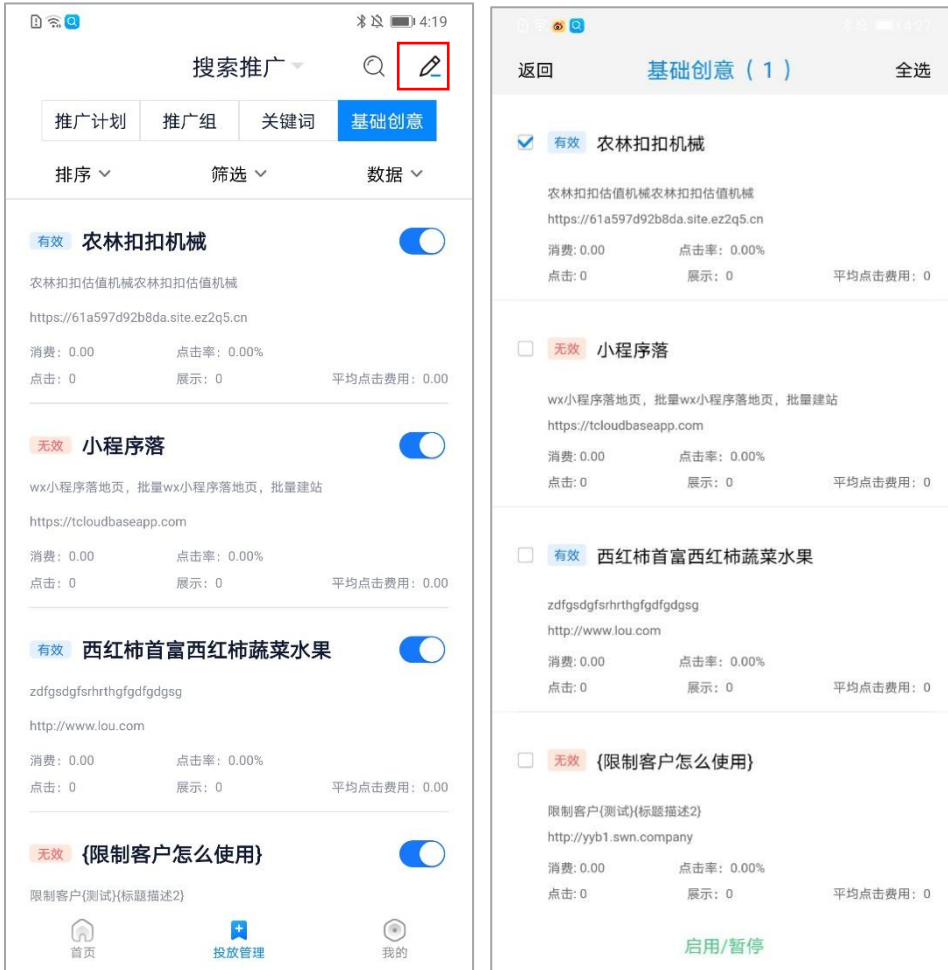 4:19
搜索推广
推广计划 推广组 关键词 基础创意
排序 筛选 数据
有效 农林扣扣机械
农林扣扣估值机械农林扣扣估值机械
https://61a597d92b8da.site.ez2q5.cn
消费：0.00 点击率：0.00%
点击：0 展示：0 平均点击费用：0.00
无效 小程序落
wx小程序落地页，批量wx小程序落地页，批量建站
https://tcloudbaseapp.com
消费：0.00 点击率：0.00%
点击：0 展示：0 平均点击费用：0.00
有效 西红柿首富西红柿蔬菜水果
zdfgsdgfsrhrthgfgdfgdgsg
http://www.lou.com
消费：0.00 点击率：0.00%
点击：0 展示：0 平均点击费用：0.00
无效 {限制客户怎么使用}
限制客户{测试}{标题描述2}
首页 投放管理 我的
返回 基础创意（1） 全选
有效 农林扣扣机械
农林扣扣估值机械农林扣扣估值机械
https://61a597d92b8da.site.ez2q5.cn
消费: 0.00 点击率：0.00%
点击: 0 展示：0 平均点击费用：0
无效 小程序落
wx小程序落地页，批量wx小程序落地页，批量建站
https://tcloudbaseapp.com
消费: 0.00 点击率：0.00%
点击: 0 展示：0 平均点击费用：0
有效 西红柿首富西红柿蔬菜水果
zdfgsdgfsrhrthgfgdfgdgsg
http://www.lou.com
消费: 0.00 点击率：0.00%
点击: 0 展示：0 平均点击费用：0
无效 {限制客户怎么使用}
限制客户{测试}{标题描述2}
http://yyb1.swn.company
消费: 0.00 点击率：0.00%
点击: 0 展示：0 平均点击费用：0
启用/暂停